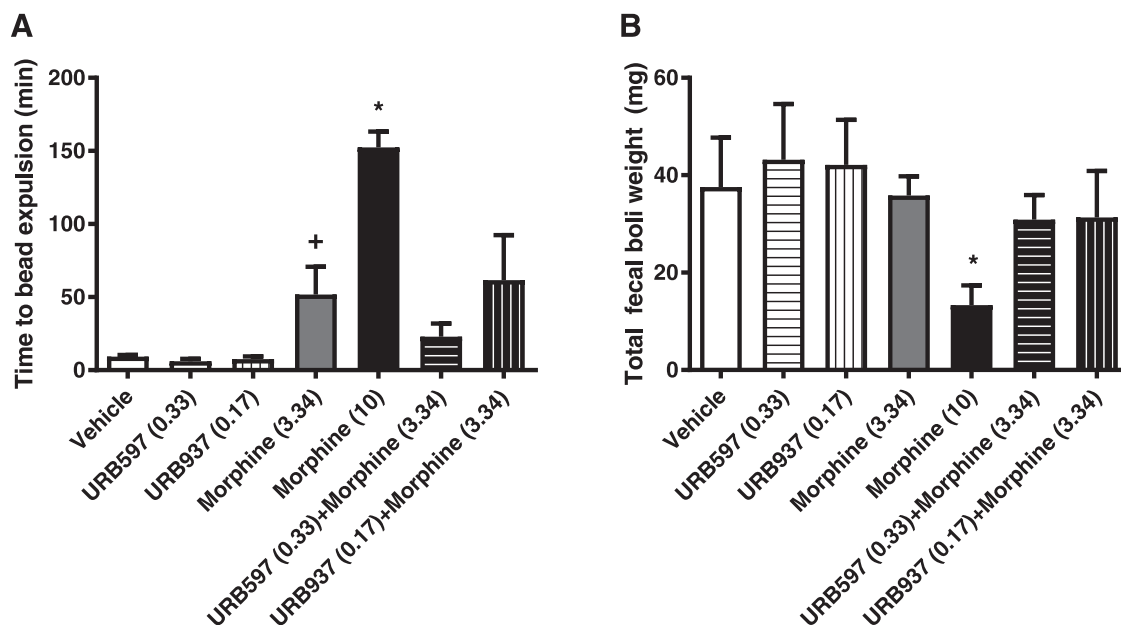 A
Time to bead expulsion (min)
200
150
100
50
0
+
*
Vehicle
URB597 (0.33)
URB937 (0.17)
Morphine (3.34)
Morphine (10)
URB597 (0.33)+Morphine (3.34)
URB937 (0.17)+Morphine (3.34)
B
Total fecal boli weight (mg)
60
40
20
0
*
Vehicle
URB597 (0.33)
URB937 (0.17)
Morphine (3.34)
Morphine (10)
URB597 (0.33)+Morphine (3.34)
URB937 (0.17)+Morphine (3.34)